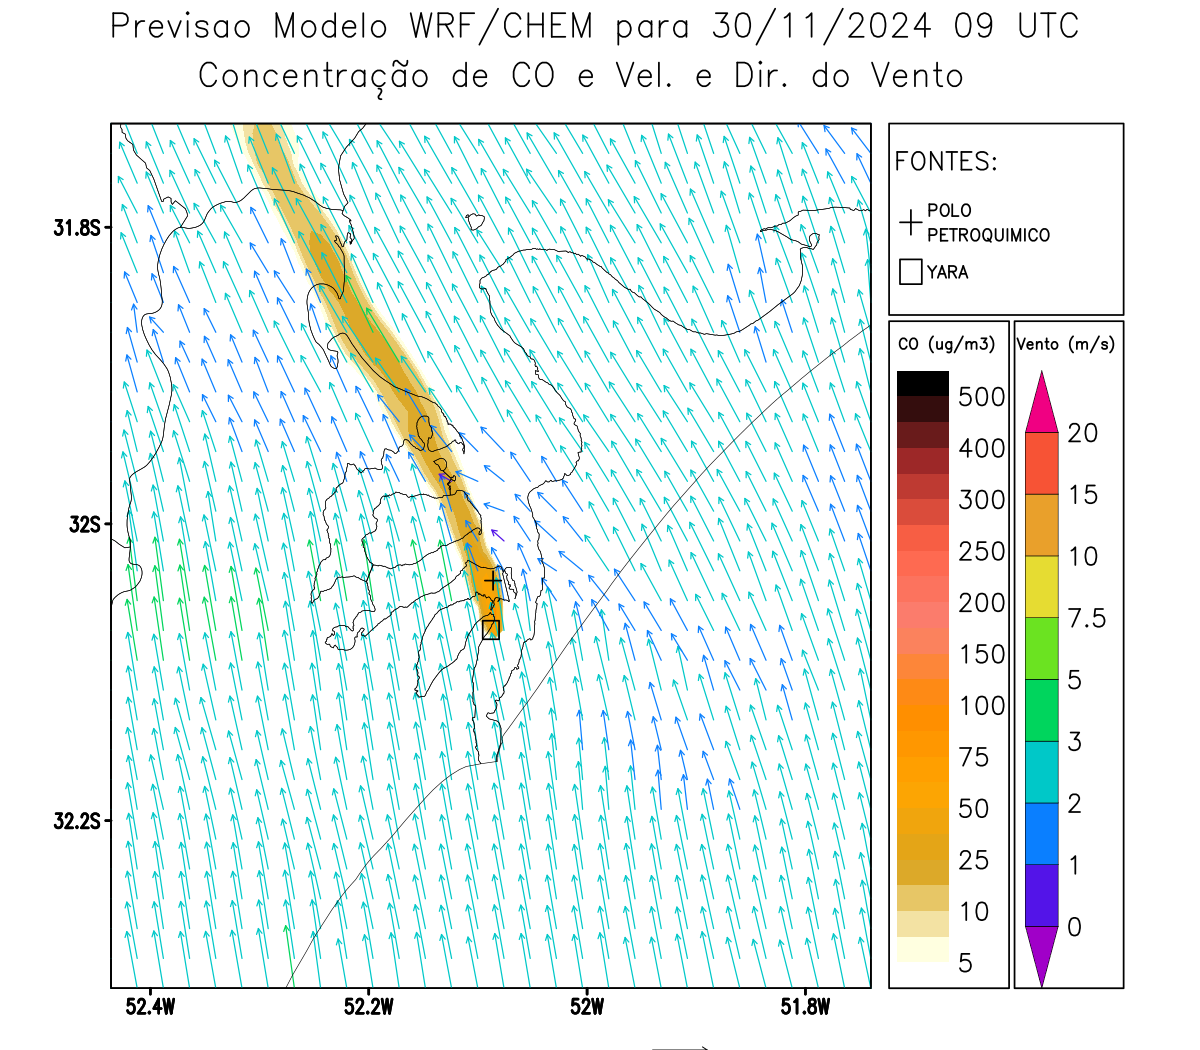 Previsao Modelo WRF/CHEM para 30/11/2024 09 UTC
Concentração de CO e Vel. e Dir. do Vento
FONTES:
POLO
PETROQUIMICO
YARA
31.8S
32S
32.2S
52.4W
52.2W
52W
51.8W
CO (ug/m3)
500
400
300
250
200
150
100
75
50
25
10
5
Vento (m/s)
20
15
10
7.5
5
3
2
1
0